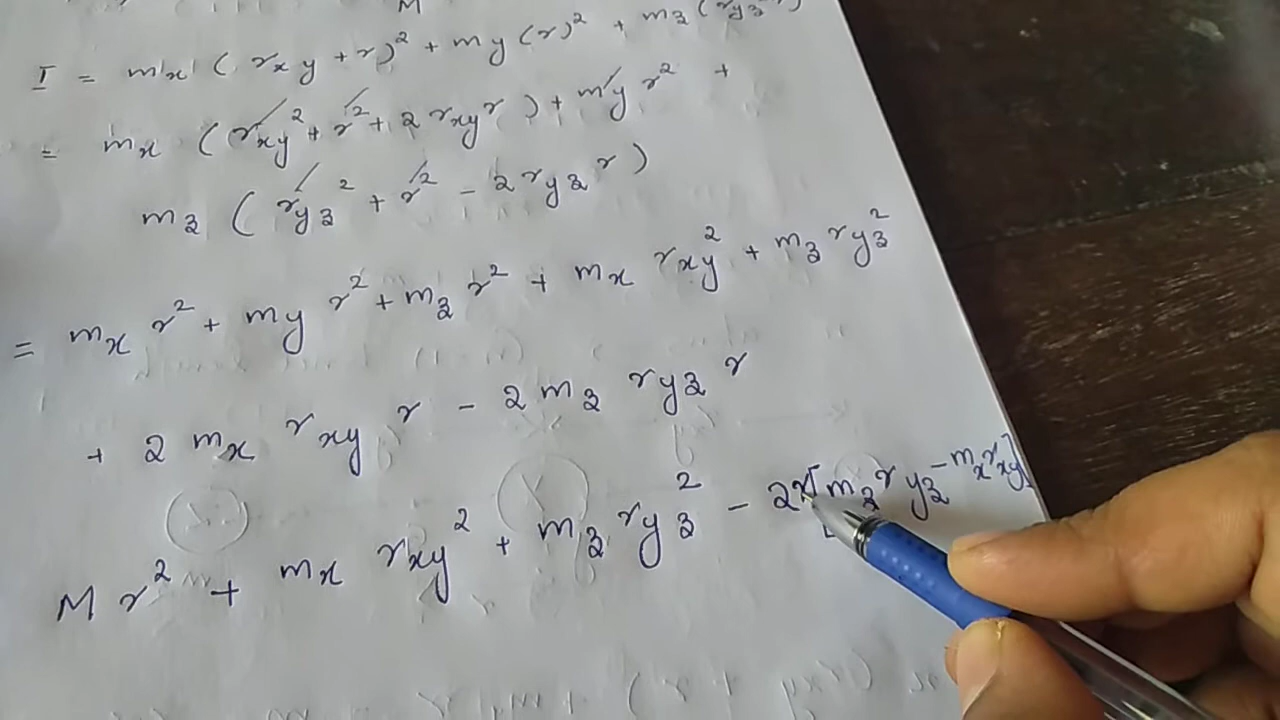 M
I = mx ( rxy + r)² + my (r)² + mz (ryz
= mx ( rxy² + r² + 2 rxy r ) + my r² +
mz ( ryz² + r² - 2 ryz r )
= mx r² + my r² + mz r² + mx rxy² + mz ryz²
+ 2 mx rxy r - 2 mz ryz r
M r² + mx rxy² + mz ryz² - 2r[ mz ryz - mx rxy]